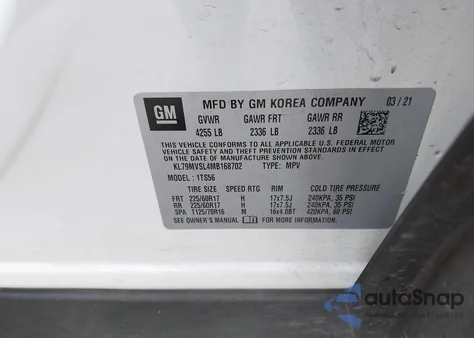 GM
MFD BY GM KOREA COMPANY 03/21
GVWR GAWR FRT GAWR RR
4255 LB 2336 LB 2336 LB
THIS VEHICLE CONFORMS TO ALL APPLICABLE U.S. FEDERAL MOTOR
VEHICLE SAFETY, BUMPER, AND THEFT PREVENTION STANDARDS
IN EFFECT ON THE DATE OF MANUFACTURE SHOWN ABOVE.
KL79MVSL4MB168702 TYPE: MPV
MODEL: 1TS56
TIRE SIZE SPEED RTG RIM COLD TIRE PRESSURE
FRT 225/60R17 H 17x7.5J 240KPA, 35 PSI
RR 225/60R17 H 17x7.5J 240KPA, 35 PSI
SPA T125/70R16 M 16x4.0BT 420KPA, 60 PSI
SEE OWNER'S MANUAL FOR MORE INFORMATION.
autoSnap